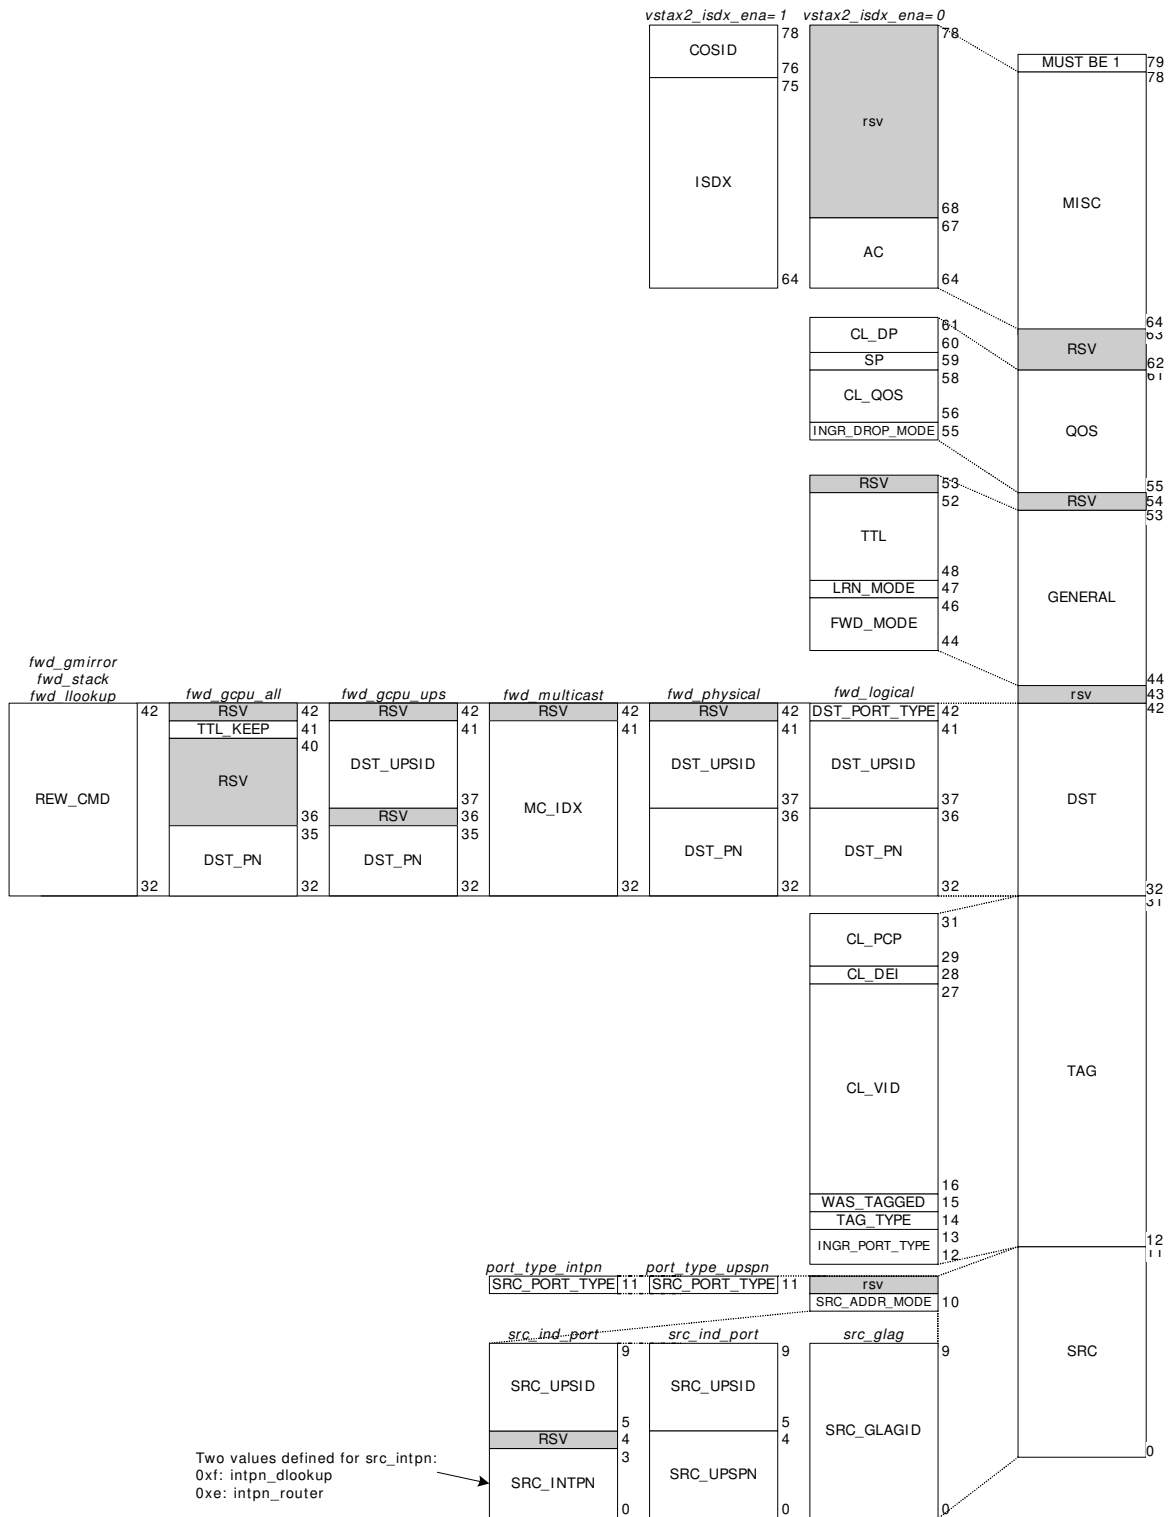 vstax2_isdx_ena= 1 vstax2_isdx_ena= 0
78 78
COSID
MUST BE 1 79
76 78
75
rsv
ISDX
MISC
68
67
AC
64 64
64
61 63
CL_DP
60 RSV
SP 59 62
58 61
CL_QOS
56
INGR_DROP_MODE 55 QOS
55
RSV 53 RSV 54
52 53
TTL
48
LRN_MODE 47
46 GENERAL
FWD_MODE
44
fwd_gmirror
fwd_stack
fwd_llookup fwd_gcpu_all fwd_gcpu_ups fwd_multicast fwd_physical fwd_logical
44
rsv 43
42 RSV 42 RSV 42 RSV 42 RSV 42 DST_PORT_TYPE 42 42
TTL_KEEP 41 41 41 41 41
40
DST_UPSID DST_UPSID DST_UPSID
RSV
REW_CMD 37 MC_IDX 37 37 DST
36 RSV 36 36 36
35 35
DST_PN DST_PN DST_PN DST_PN
32 32 32 32 32 32 32
31
31
CL_PCP
29
CL_DEI 28
27
CL_VID
TAG
16
WAS_TAGGED 15
TAG_TYPE 14
13
INGR_PORT_TYPE 12
12 11
port_type_intpn port_type_upspn
SRC_PORT_TYPE 11 SRC_PORT_TYPE 11 rsv
SRC_ADDR_MODE 10
src_ind_port src_ind_port src_glag
9 9 9
SRC
SRC_UPSID SRC_UPSID
5 5
RSV 4 4 SRC_GLAGID
3
Two values defined for src_intpn:
0xf: intpn_dlookup
0xe: intpn_router
SRC_INTPN SRC_UPSPN
0
0 0 0